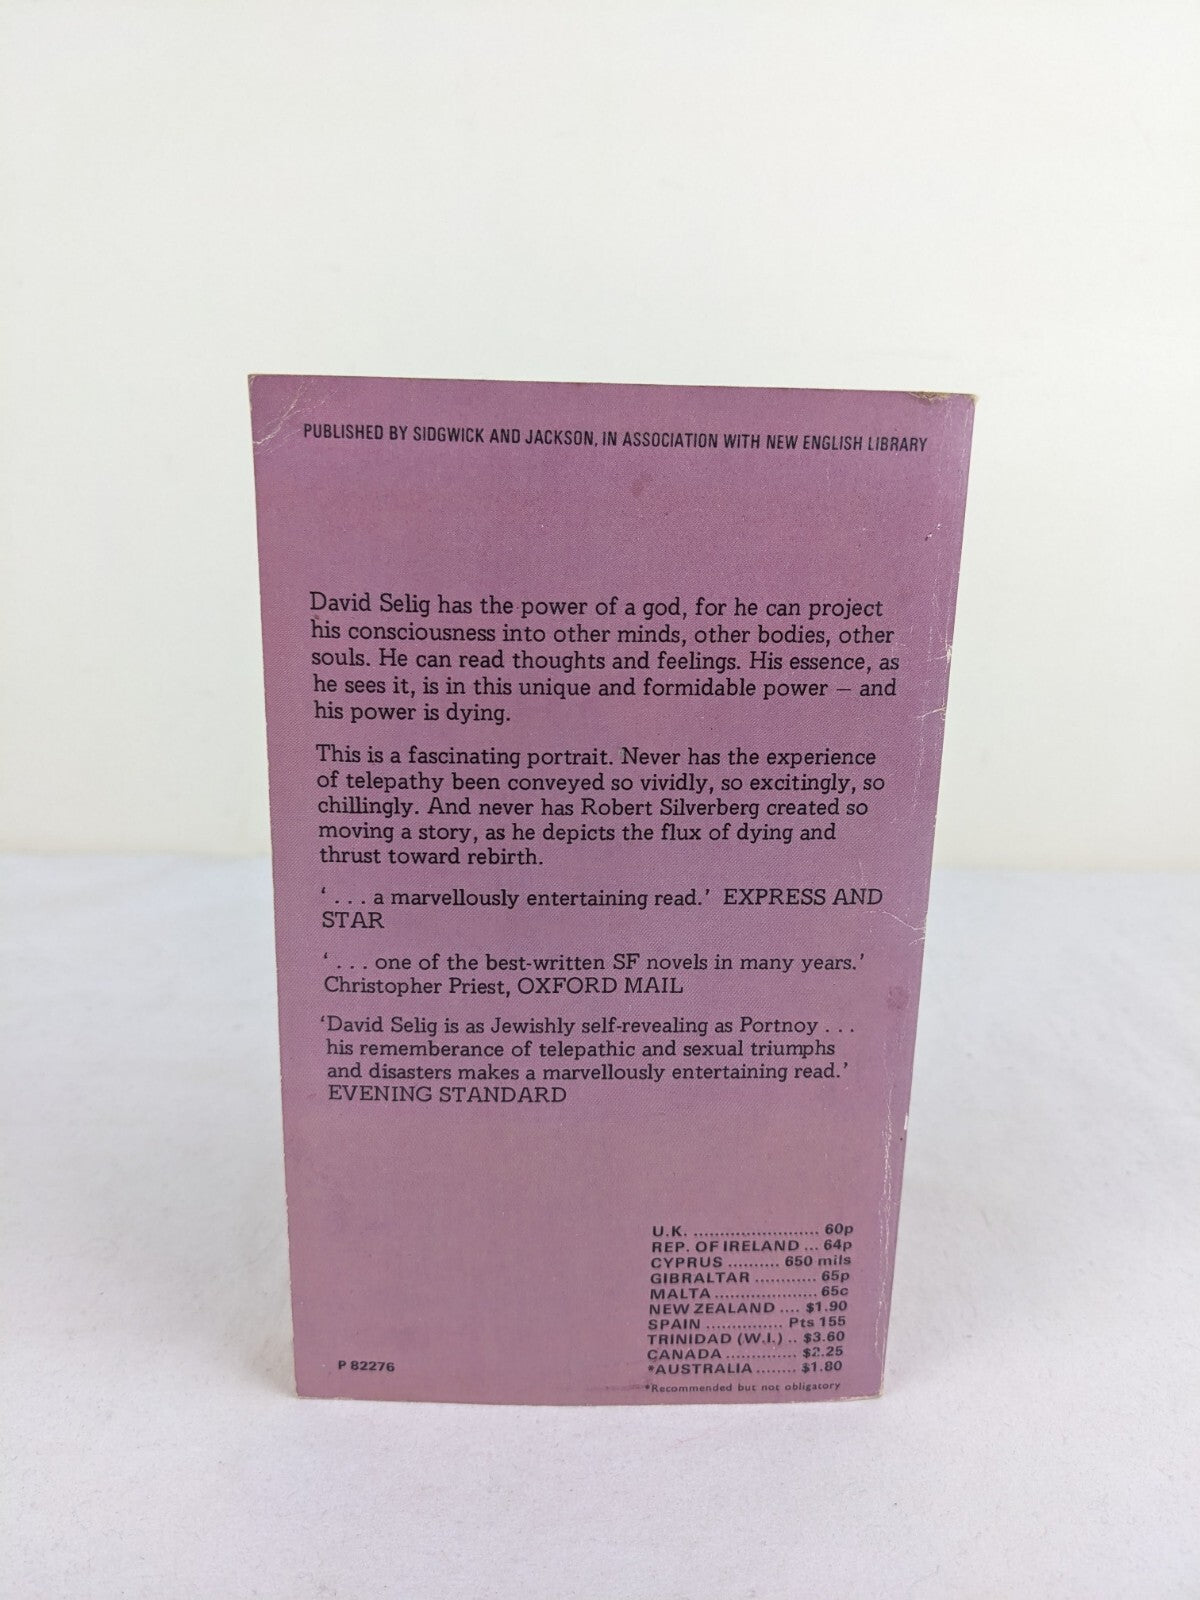 PUBLISHED BY SIDGWICK AND JACKSON, IN ASSOCIATION WITH NEW ENGLISH LIBRARY
David Selig has the power of a god, for he can project
his consciousness into other minds, other bodies, other
souls. He can read thoughts and feelings. His essence, as
he sees it, is in this unique and formidable power – and
his power is dying.
This is a fascinating portrait. Never has the experience
of telepathy been conveyed so vividly, so excitingly, so
chillingly. And never has Robert Silverberg created so
moving a story, as he depicts the flux of dying and
thrust toward rebirth.
‘ . . . a marvellously entertaining read.’ EXPRESS AND
STAR
‘ . . . one of the best-written SF novels in many years.’
Christopher Priest, OXFORD MAIL
‘David Selig is as Jewishly self-revealing as Portnoy . . .
his rememberance of telepathic and sexual triumphs
and disasters makes a marvellously entertaining read.’
EVENING STANDARD
U.K. ........................ 60p
REP. OF IRELAND ... 64p
CYPRUS .......... 650 mils
GIBRALTAR ............ 65p
MALTA .................... 65c
NEW ZEALAND .... $1.90
SPAIN ............... Pts 155
TRINIDAD (W.I.) .. $3.60
CANADA .............. $2.25
*AUSTRALIA ........ $1.80
*Recommended but not obligatory
P 82276